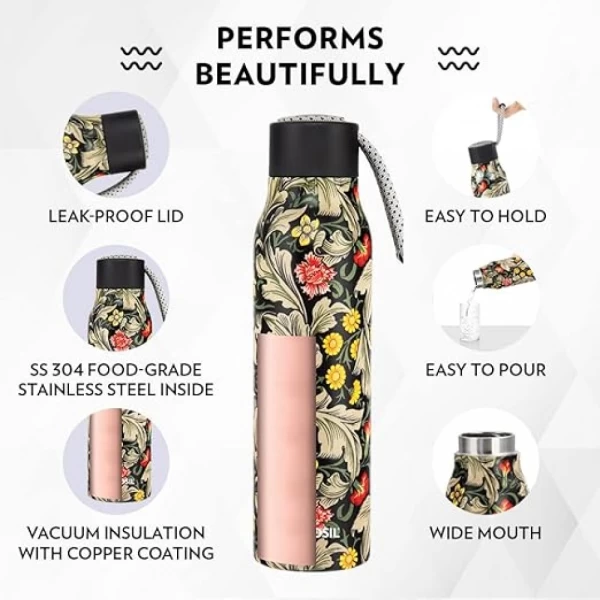 PERFORMS
BEAUTIFULLY
LEAK-PROOF LID
EASY TO HOLD
SS 304 FOOD-GRADE
STAINLESS STEEL INSIDE
EASY TO POUR
VACUUM INSULATION
WITH COPPER COATING
WIDE MOUTH
OSIL